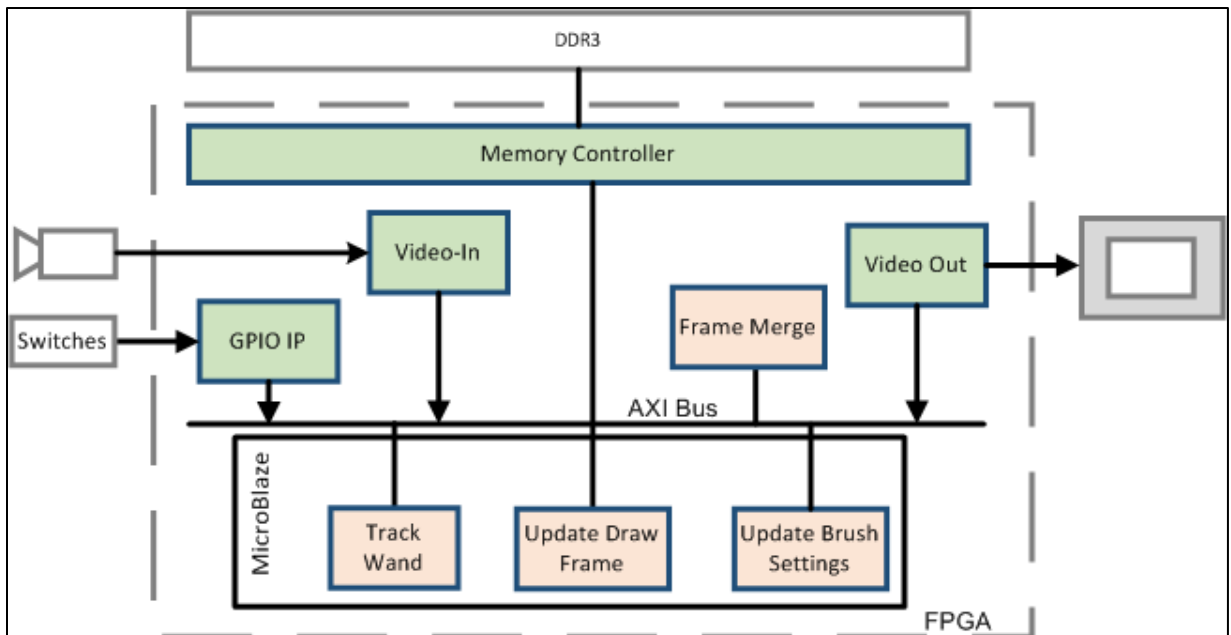 DDR3
Memory Controller
Video-In
Video Out
Switches
GPIO IP
Frame Merge
AXI Bus
MicroBlaze
Track
Wand
Update Draw
Frame
Update Brush
Settings
FPGA